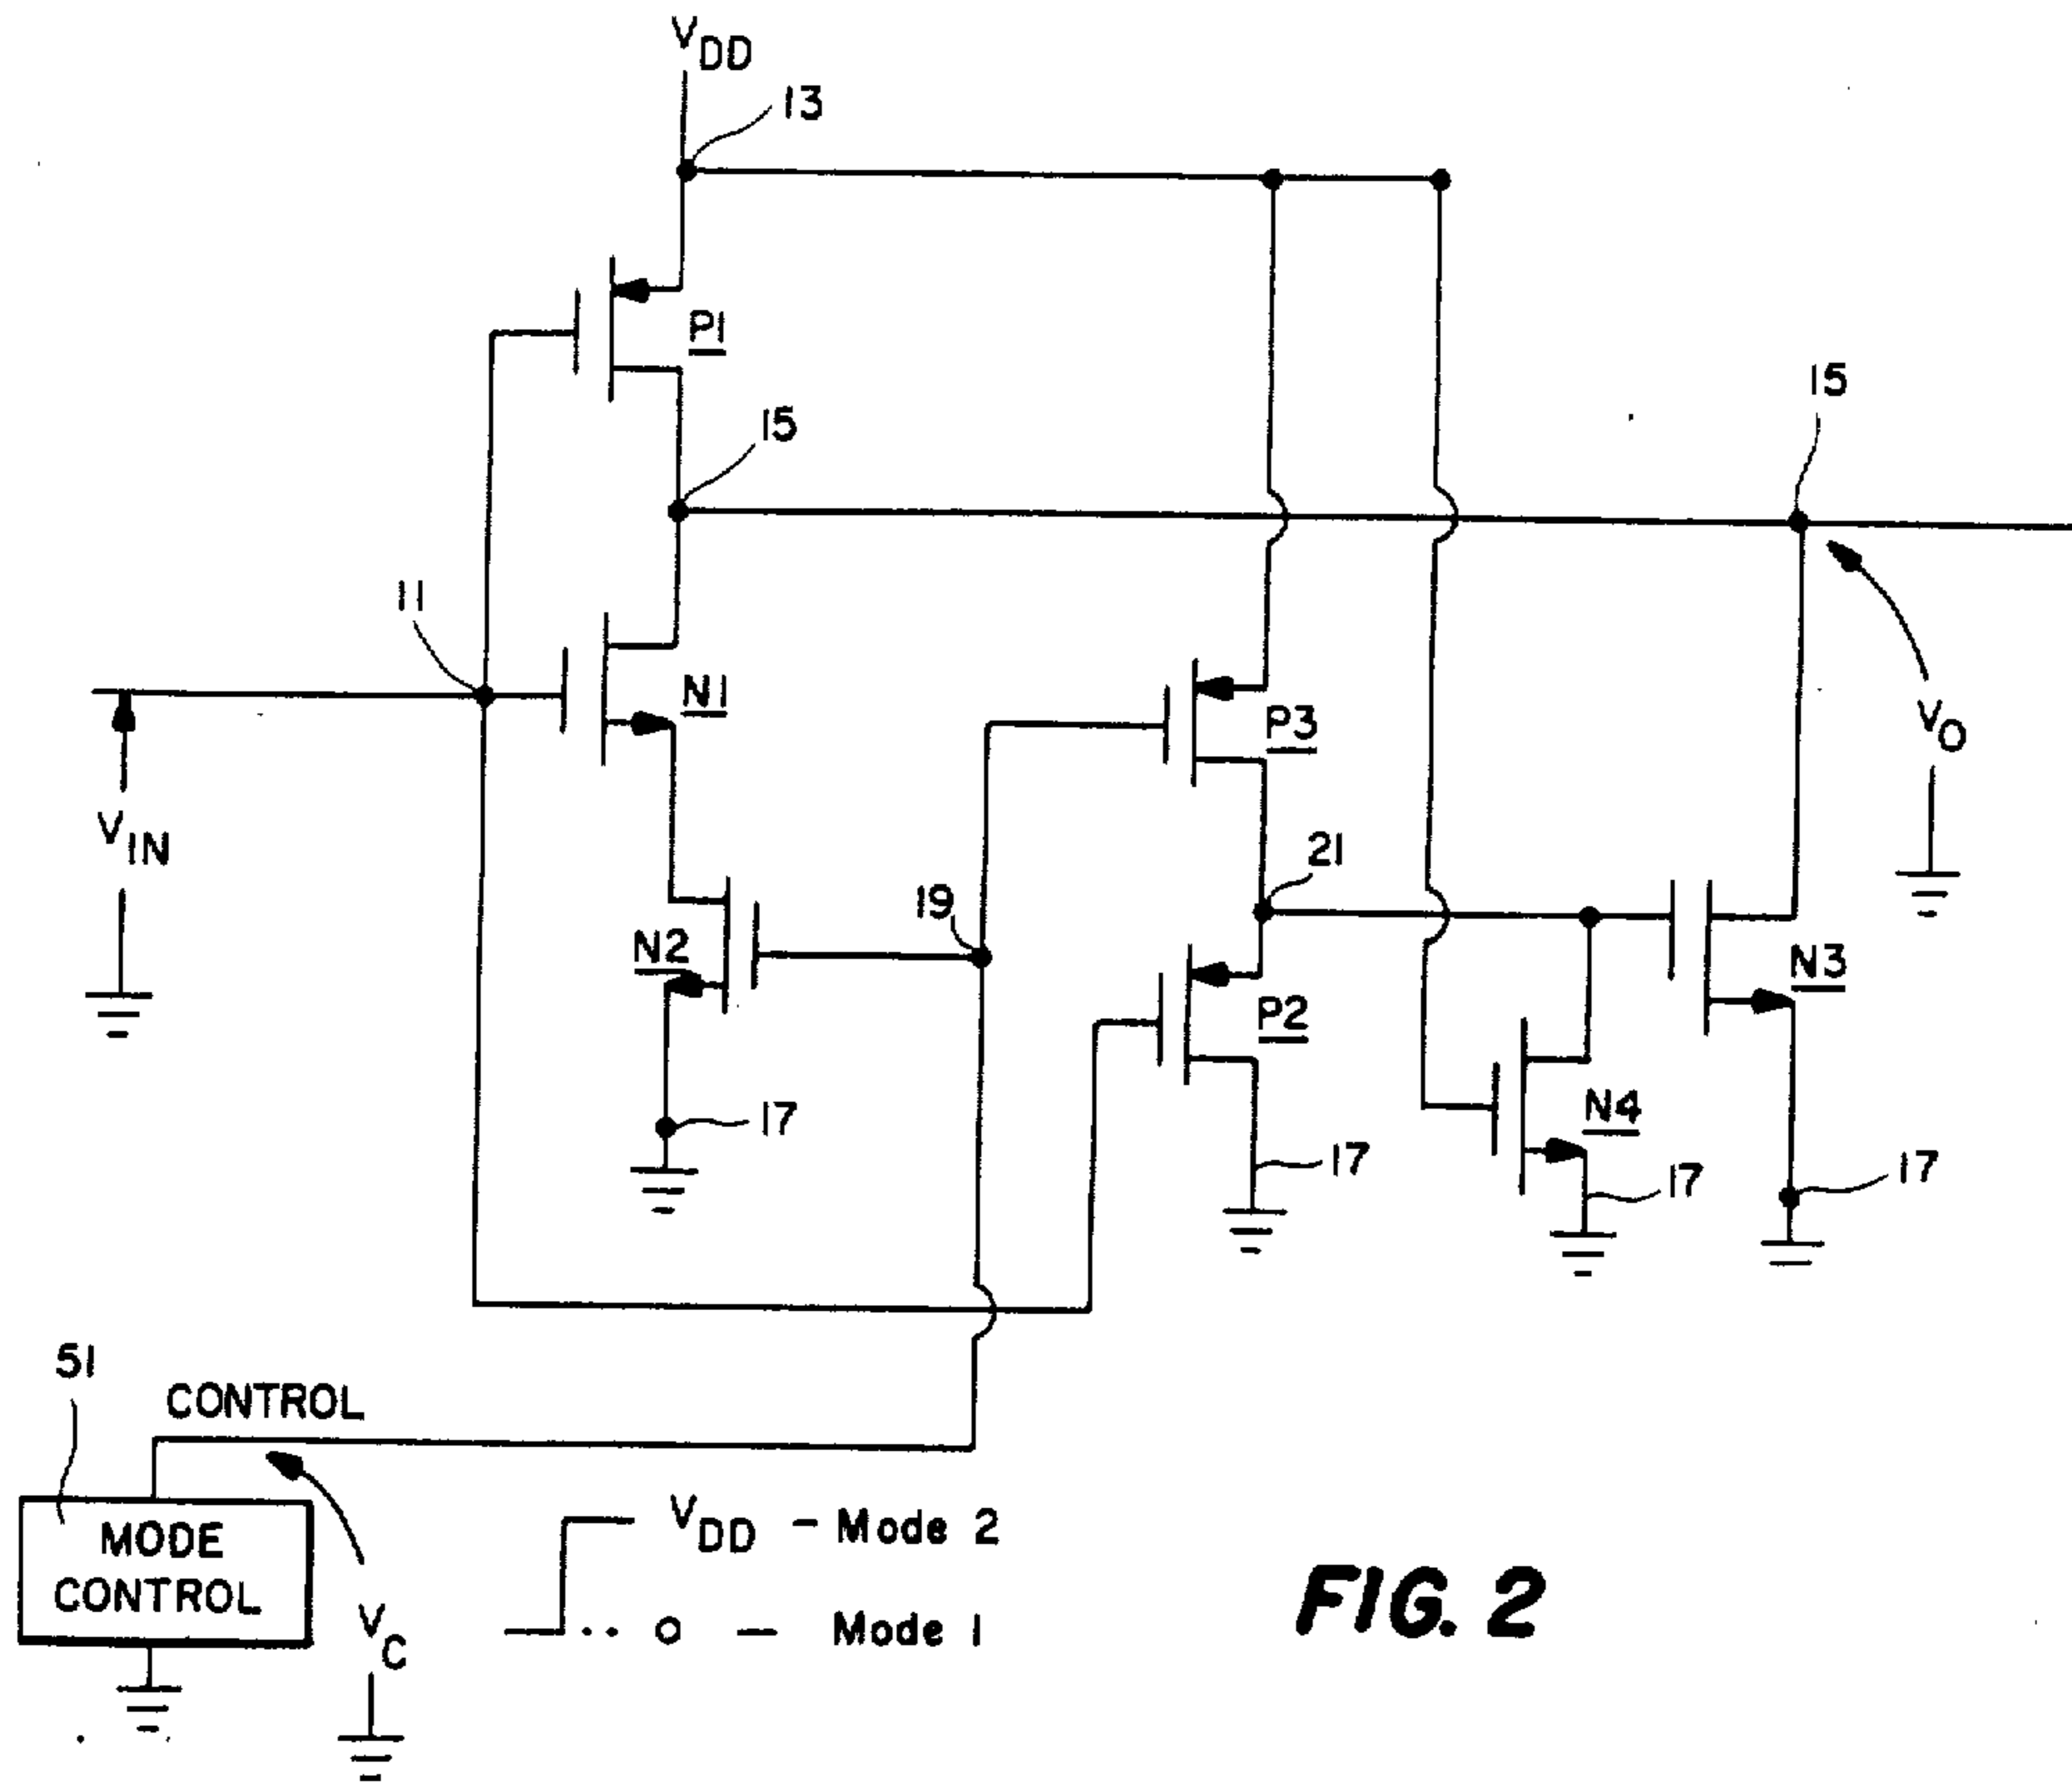 VDD
13
P1
15
15
11
N1
VIN
P3
VO
21
19
N2
N3
P2
N4
17
17
17
17
51
CONTROL
MODE
CONTROL
VC
VDD - Mode 2
O - Mode 1
FIG. 2